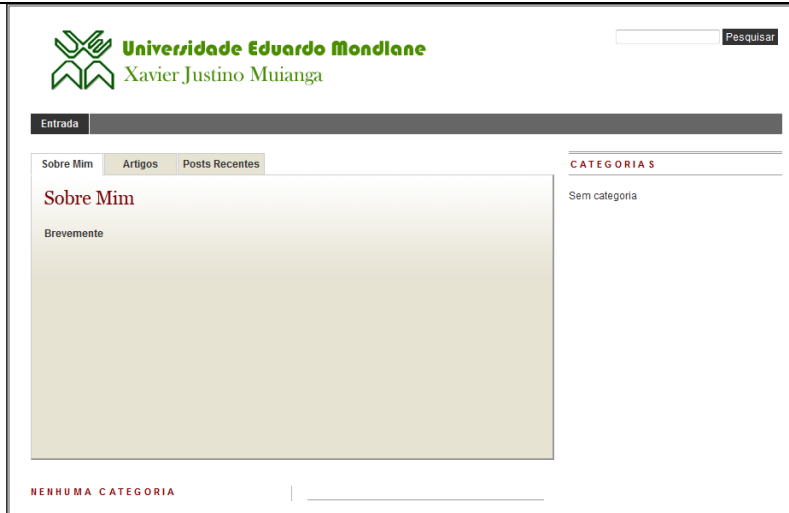 Universidade Eduardo Mondlane
Xavier Justino Muianga
Pesquisar
Entrada
Sobre Mim Artigos Posts Recentes
Sobre Mim
Brevemente
CATEGORIAS
Sem categoria
NENHUMA CATEGORIA